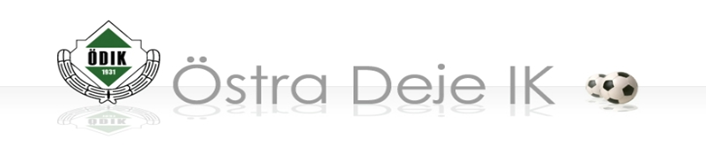 ÖDIK
1931
Östra Deje IK